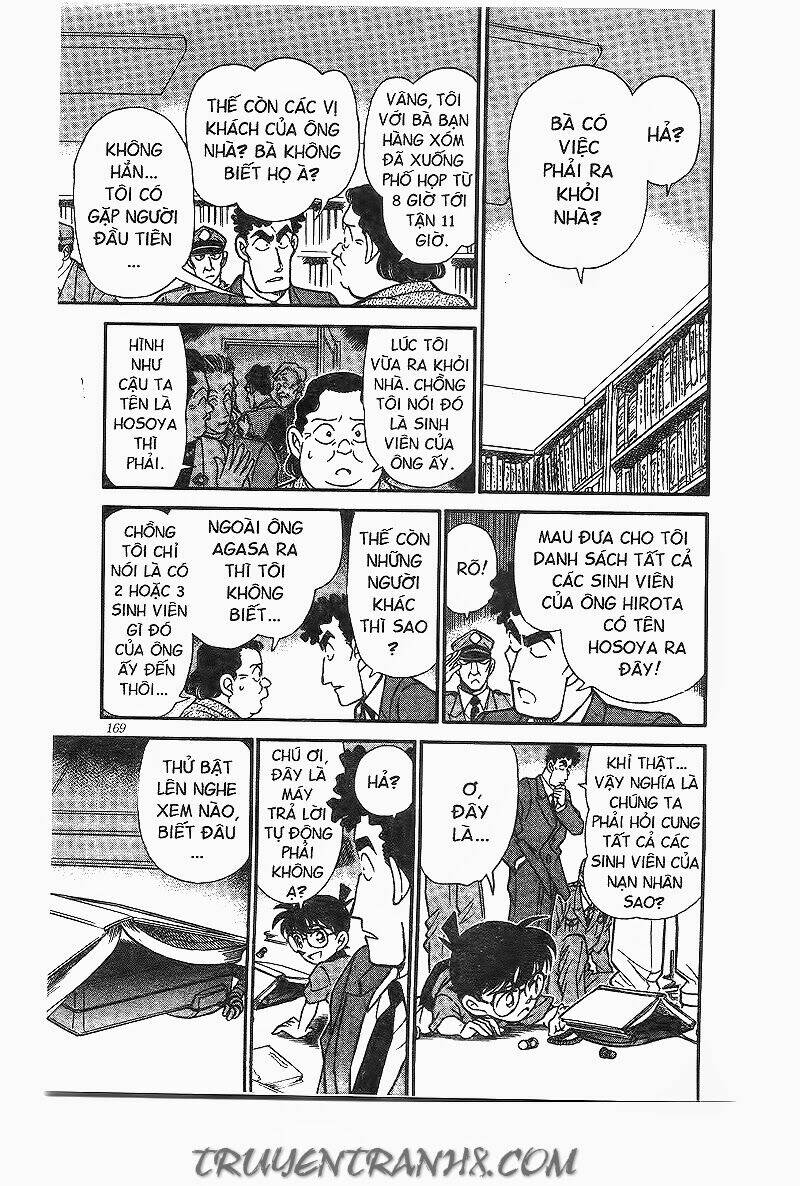 HẢ?
BÀ CÓ
VIỆC
PHẢI RA
KHỎI
NHÀ?
VÂNG, TÔI
VỚI BÀ BẠN
HÀNG XÓM
ĐÃ XUỐNG
PHỐ HỌP TỪ
8 GIỜ TỚI
TẬN 11
GIỜ.
THẾ CÒN CÁC VỊ
KHÁCH CỦA ÔNG
NHÀ? BÀ KHÔNG
BIẾT HỌ À?
KHÔNG
HẲN...
TÔI CÓ
GẶP NGƯỜI
ĐẦU TIÊN
...
LÚC TÔI
VỪA RA KHỎI
NHÀ. CHỒNG
TÔI NÓI ĐÓ
LÀ SINH
VIÊN CỦA
ÔNG ẤY.
HÌNH
NHƯ
CẬU TA
TÊN LÀ
HOSOYA
THÌ
PHẢI.
MAU ĐƯA CHO TÔI
DANH SÁCH TẤT CẢ
CÁC SINH VIÊN
CỦA ÔNG HIROTA
CÓ TÊN
HOSOYA RA
ĐÂY!
RÕ!
THẾ CÒN
NHỮNG
NGƯỜI
KHÁC
THÌ SAO
?
NGOÀI ÔNG
AGASA RA
THÌ TÔI
KHÔNG
BIẾT...
CHỒNG
TÔI CHỈ
NÓI LÀ CÓ
2 HOẶC 3
SINH VIÊN
GÌ ĐÓ
CỦA ÔNG
ẤY ĐẾN
THÔI...
169
KHỈ THẬT...
VẬY NGHĨA LÀ
CHÚNG TA
PHẢI HỎI CUNG
TẤT CẢ CÁC
SINH VIÊN CỦA
NẠN NHÂN
SAO?
Ơ,
ĐÂY
LÀ...
HẢ?
CHÚ ƠI,
ĐÂY LÀ
MÁY
TRẢ LỜI
TỰ ĐỘNG
PHẢI
KHÔNG
Ạ?
THỬ BẬT
LÊN NGHE
XEM NÀO,
BIẾT ĐÂU
...
TRUYENTRANH8.COM